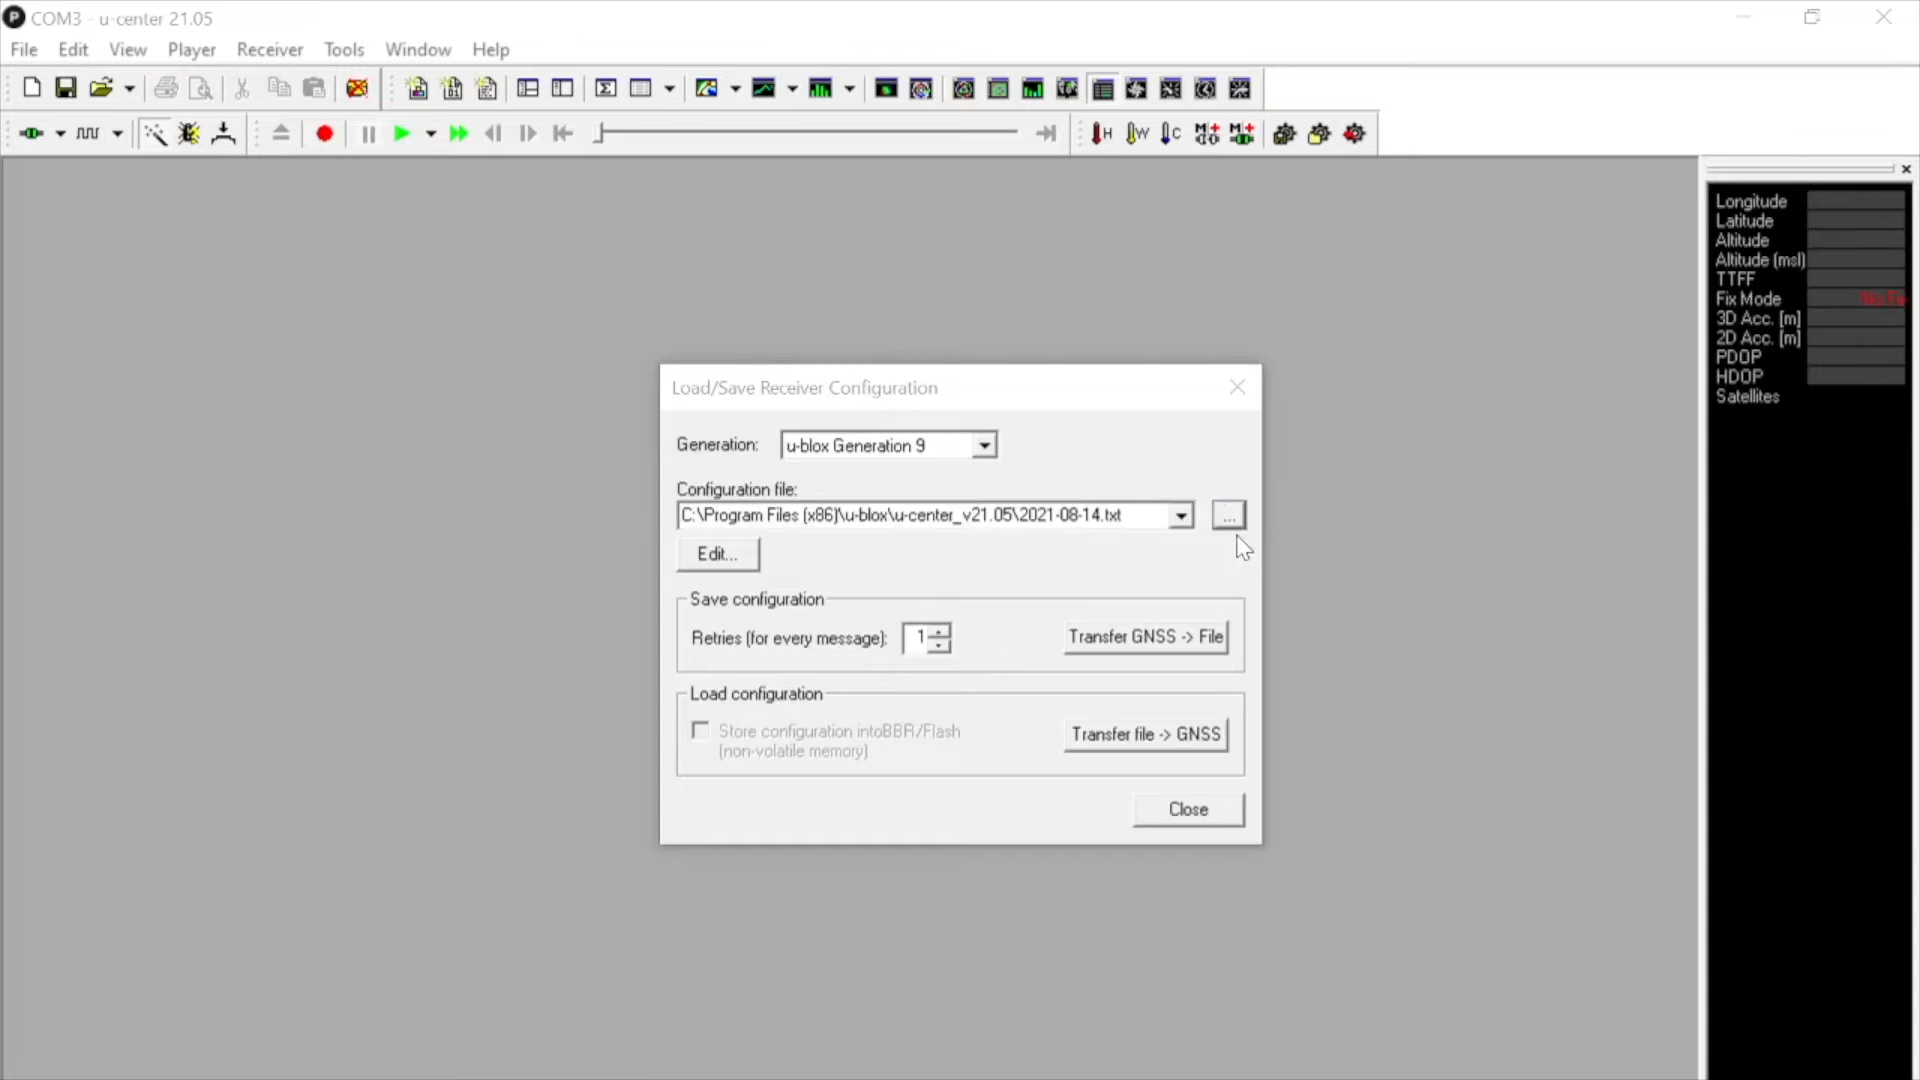 COM3 - u-center 21.05
File Edit View Player Receiver Tools Window Help
H W C
Longitude
Latitude
Altitude
Altitude (msl)
TTFF
Fix Mode
3D Acc. [m]
2D Acc. [m]
PDOP
HDOP
Satellites
Load/Save Receiver Configuration
Generation: u-blox Generation 9
Configuration file:
C:\Program Files (x86)\u-blox\u-center_v21.05\2021-08-14.txt ...
Edit...
Save configuration
Retries (for every message): 1 Transfer GNSS -> File
Load configuration
Store configuration intoBBR/Flash
(non-volatile memory)
Transfer file -> GNSS
Close